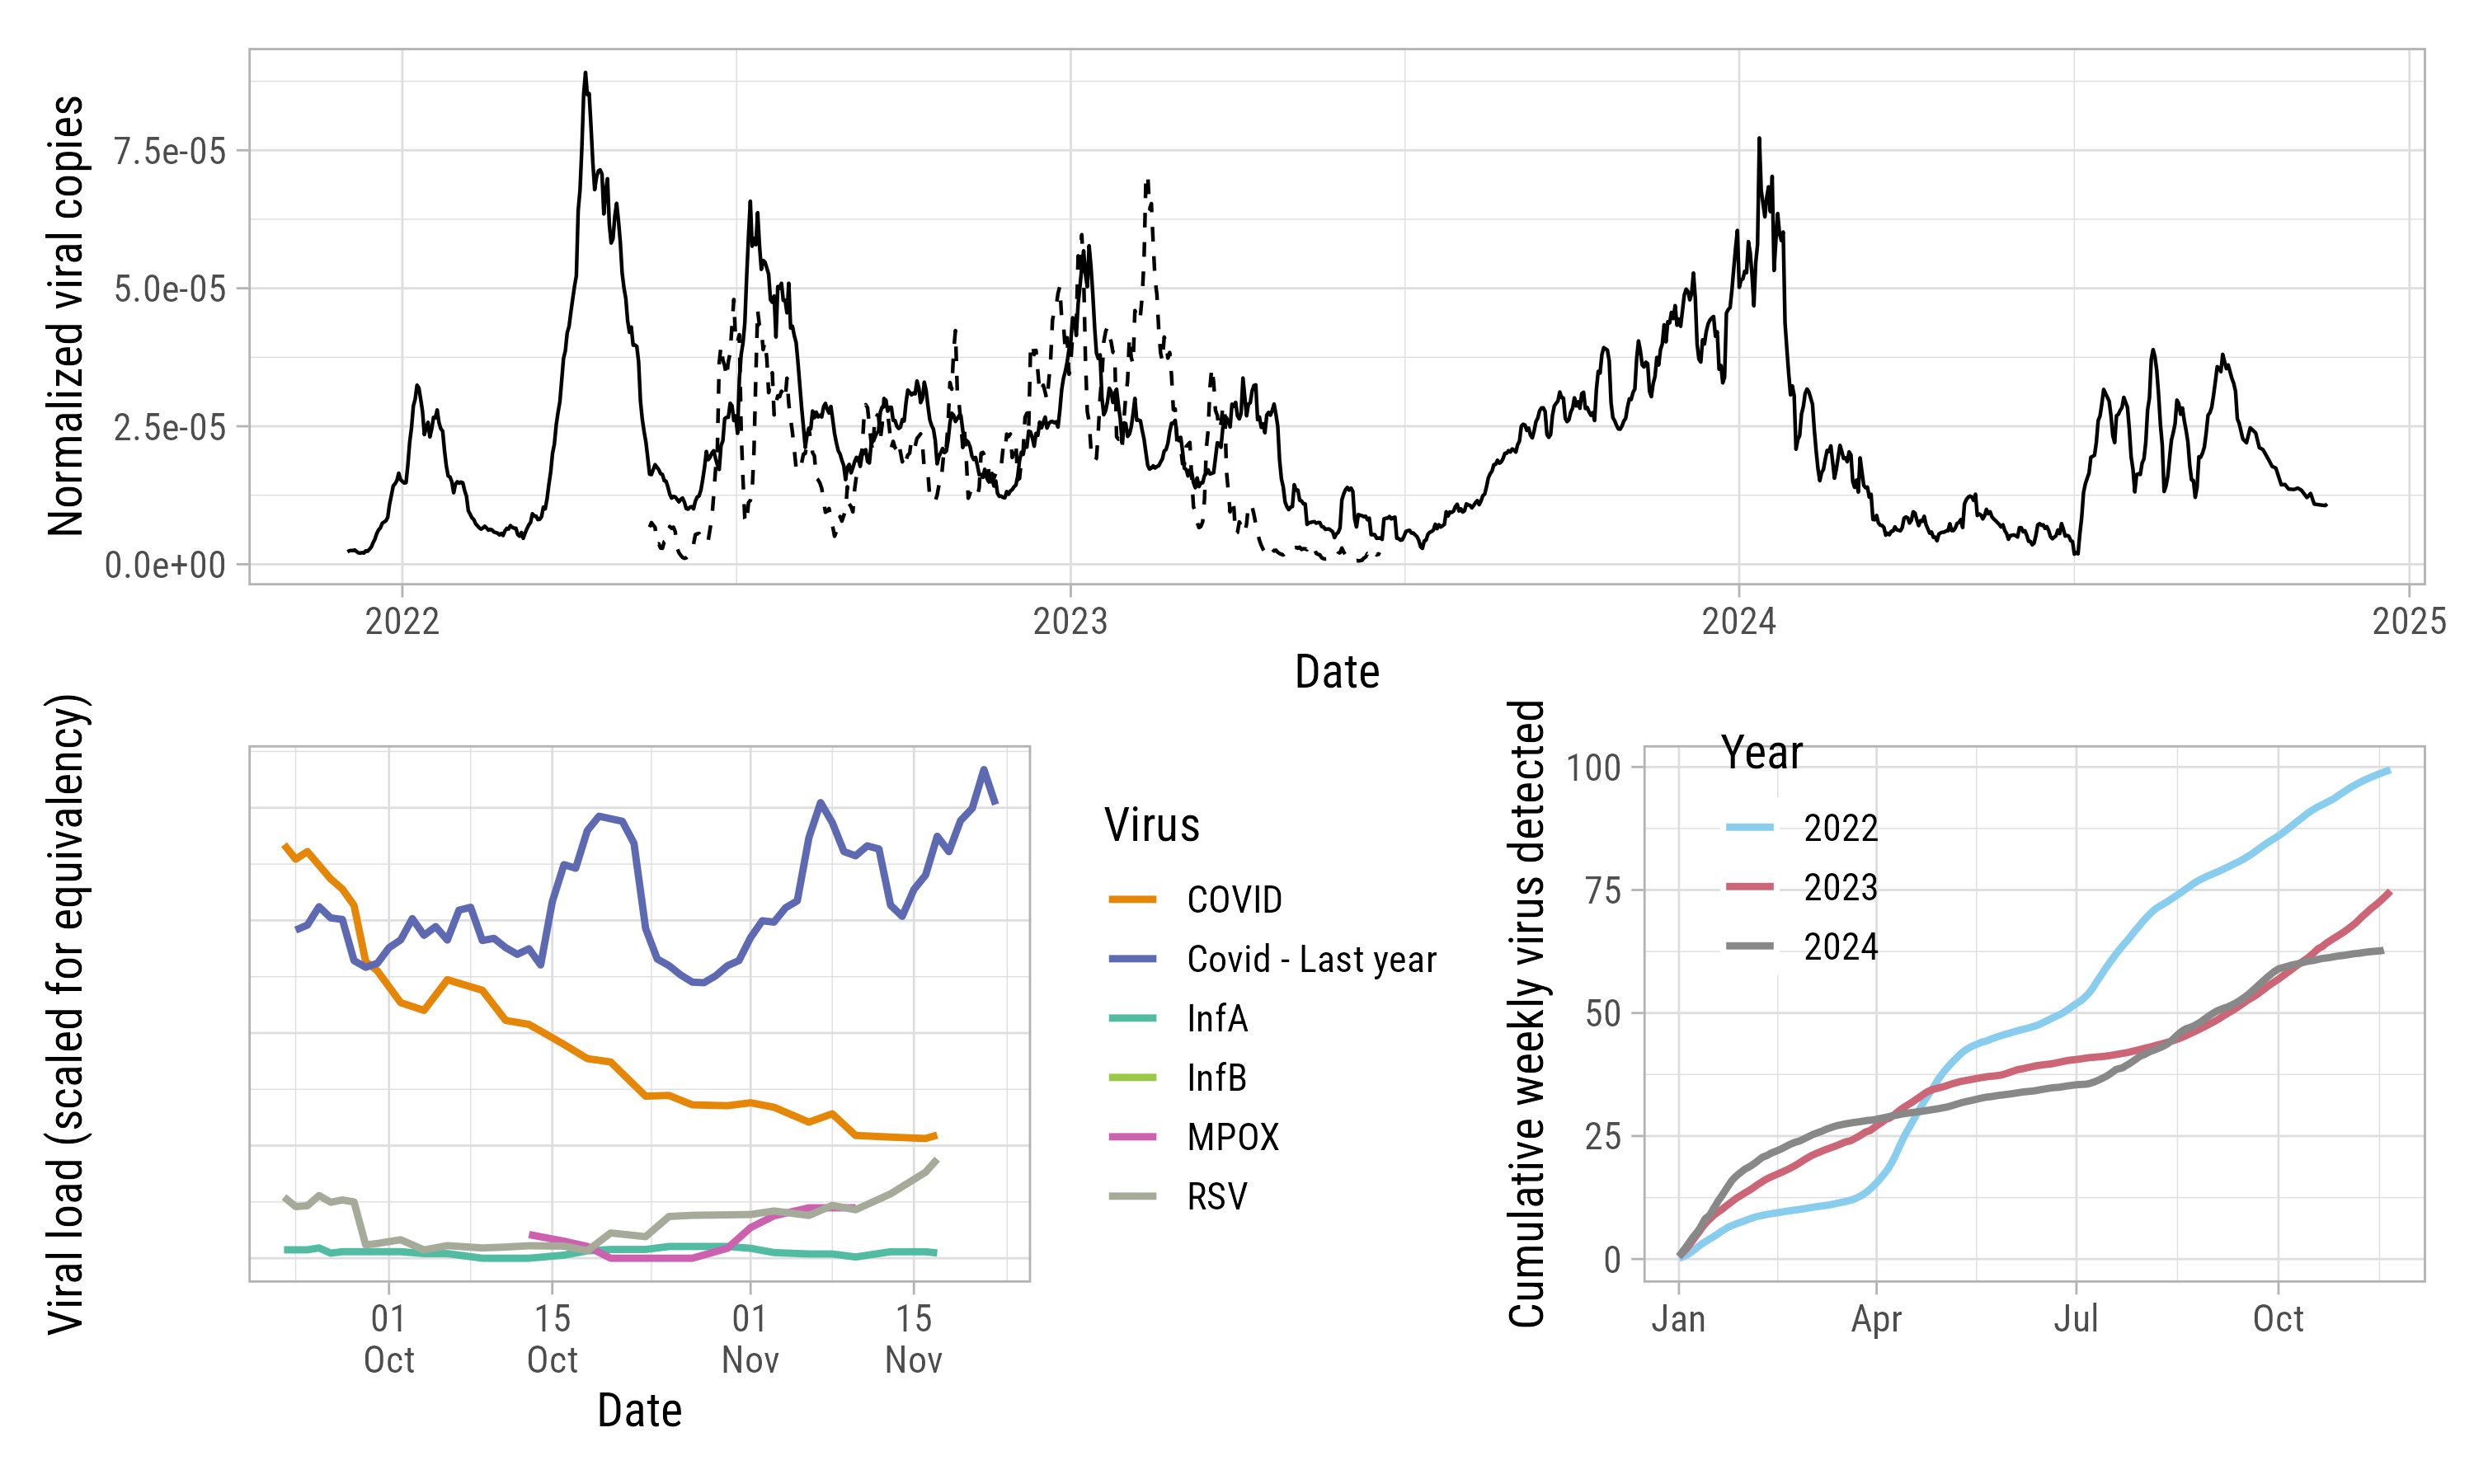 Normalized viral copies
7.5e-05
5.0e-05
2.5e-05
0.0e+00
2022
2023
2024
2025
Date
Viral load (scaled for equivalency)
01
Oct
15
Oct
01
Nov
15
Nov
Date
Virus
COVID
Covid - Last year
InfA
InfB
MPOX
RSV
Cumulative weekly virus detected
100
75
50
25
0
Year
2022
2023
2024
Jan
Apr
Jul
Oct